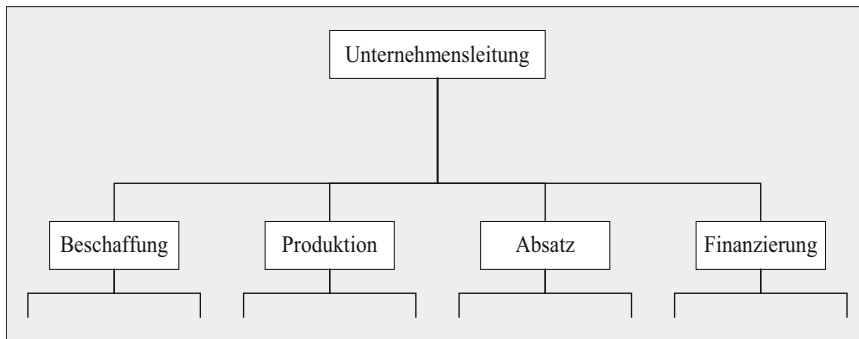 Unternehmensleitung
Beschaffung
Produktion
Absatz
Finanzierung